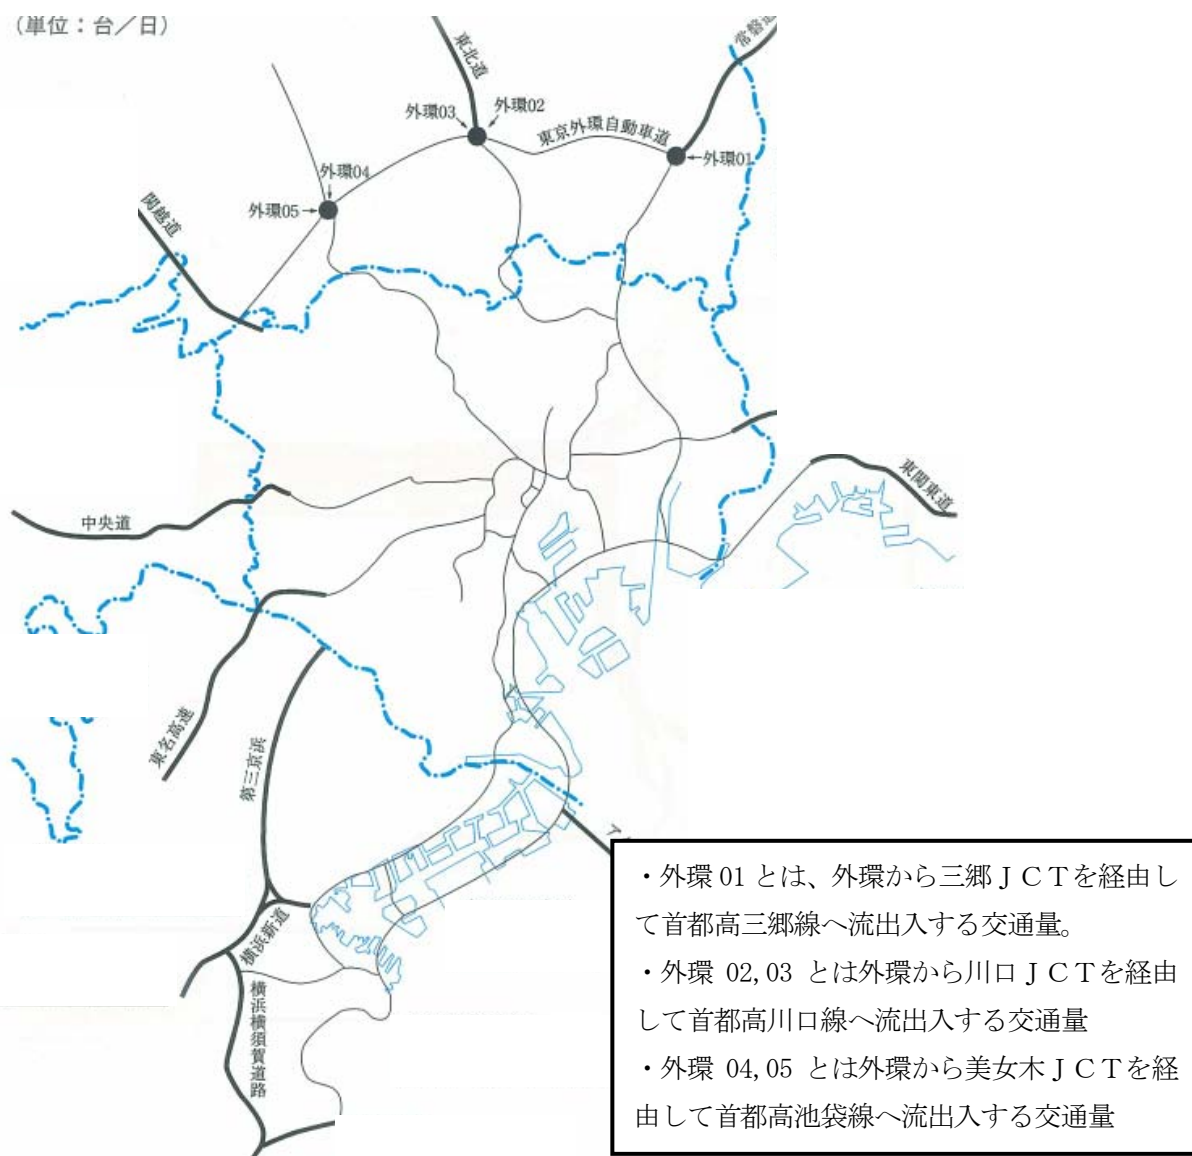 (単位：台／日)
東北道
常磐道
外環03
外環02
東京外環自動車道
外環01
外環04
外環05
関越道
東関東道
中央道
東名高速
第三京浜
横浜新道
横浜横須賀道路
・外環 01 とは、外環から三郷ＪＣＴを経由し
て首都高三郷線へ流出入する交通量。
・外環 02,03 とは外環から川口ＪＣＴを経由
して首都高川口線へ流出入する交通量
・外環 04,05 とは外環から美女木ＪＣＴを経
由して首都高池袋線へ流出入する交通量